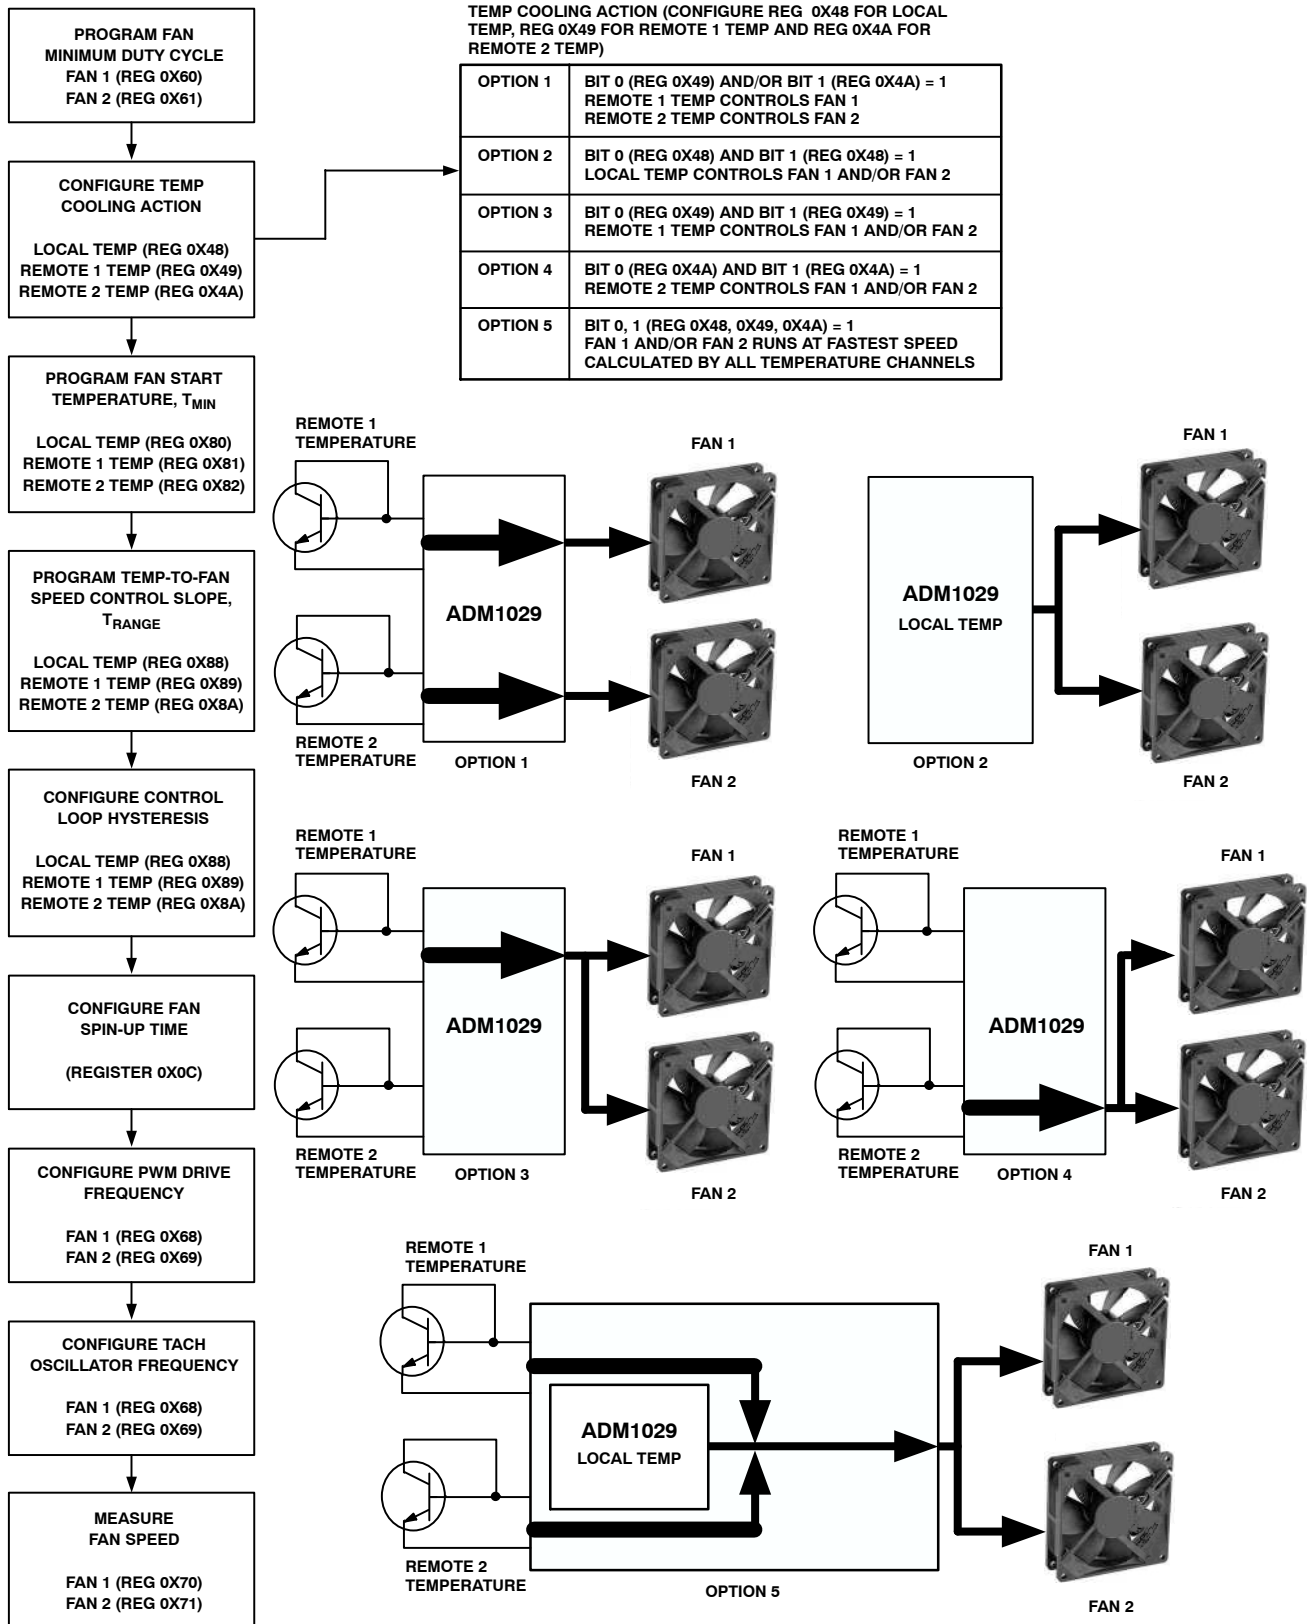 PROGRAM FAN
MINIMUM DUTY CYCLE
FAN 1 (REG 0X60)
FAN 2 (REG 0X61)
CONFIGURE TEMP
COOLING ACTION
LOCAL TEMP (REG 0X48)
REMOTE 1 TEMP (REG 0X49)
REMOTE 2 TEMP (REG 0X4A)
PROGRAM FAN START
TEMPERATURE, TMIN
LOCAL TEMP (REG 0X80)
REMOTE 1 TEMP (REG 0X81)
REMOTE 2 TEMP (REG 0X82)
PROGRAM TEMP-TO-FAN
SPEED CONTROL SLOPE,
TRANGE
LOCAL TEMP (REG 0X88)
REMOTE 1 TEMP (REG 0X89)
REMOTE 2 TEMP (REG 0X8A)
CONFIGURE CONTROL
LOOP HYSTERESIS
LOCAL TEMP (REG 0X88)
REMOTE 1 TEMP (REG 0X89)
REMOTE 2 TEMP (REG 0X8A)
CONFIGURE FAN
SPIN-UP TIME
(REGISTER 0X0C)
CONFIGURE PWM DRIVE
FREQUENCY
FAN 1 (REG 0X68)
FAN 2 (REG 0X69)
CONFIGURE TACH
OSCILLATOR FREQUENCY
FAN 1 (REG 0X68)
FAN 2 (REG 0X69)
MEASURE
FAN SPEED
FAN 1 (REG 0X70)
FAN 2 (REG 0X71)
TEMP COOLING ACTION (CONFIGURE REG 0X48 FOR LOCAL
TEMP, REG 0X49 FOR REMOTE 1 TEMP AND REG 0X4A FOR
REMOTE 2 TEMP)
OPTION 1
BIT 0 (REG 0X49) AND/OR BIT 1 (REG 0X4A) = 1
REMOTE 1 TEMP CONTROLS FAN 1
REMOTE 2 TEMP CONTROLS FAN 2
OPTION 2
BIT 0 (REG 0X48) AND BIT 1 (REG 0X48) = 1
LOCAL TEMP CONTROLS FAN 1 AND/OR FAN 2
OPTION 3
BIT 0 (REG 0X49) AND BIT 1 (REG 0X49) = 1
REMOTE 1 TEMP CONTROLS FAN 1 AND/OR FAN 2
OPTION 4
BIT 0 (REG 0X4A) AND BIT 1 (REG 0X4A) = 1
REMOTE 2 TEMP CONTROLS FAN 1 AND/OR FAN 2
OPTION 5
BIT 0, 1 (REG 0X48, 0X49, 0X4A) = 1
FAN 1 AND/OR FAN 2 RUNS AT FASTEST SPEED
CALCULATED BY ALL TEMPERATURE CHANNELS
REMOTE 1
TEMPERATURE
FAN 1
ADM1029
REMOTE 2
TEMPERATURE
OPTION 1
FAN 2
FAN 1
ADM1029
LOCAL TEMP
OPTION 2
FAN 2
REMOTE 1
TEMPERATURE
FAN 1
ADM1029
REMOTE 2
TEMPERATURE
OPTION 3
FAN 2
REMOTE 1
TEMPERATURE
FAN 1
ADM1029
REMOTE 2
TEMPERATURE
OPTION 4
FAN 2
REMOTE 1
TEMPERATURE
FAN 1
ADM1029
LOCAL TEMP
REMOTE 2
TEMPERATURE
OPTION 5
FAN 2